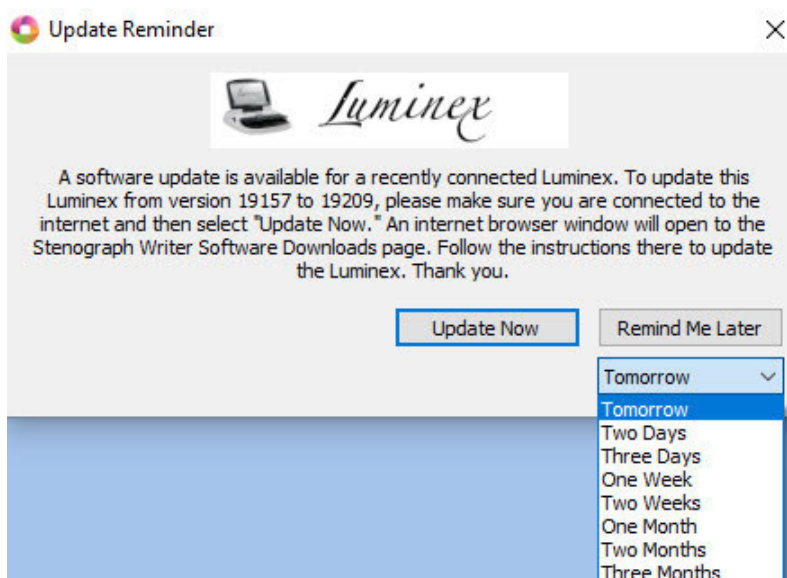 Update Reminder
Luminex
A software update is available for a recently connected Luminex. To update this
Luminex from version 19157 to 19209, please make sure you are connected to the
internet and then select "Update Now." An internet browser window will open to the
Stenograph Writer Software Downloads page. Follow the instructions there to update
the Luminex. Thank you.
Update Now
Remind Me Later
Tomorrow
Tomorrow
Two Days
Three Days
One Week
Two Weeks
One Month
Two Months
Three Months